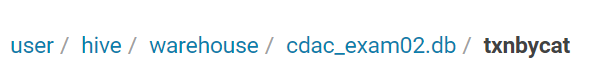 user / hive / warehouse / cdac_exam02.db / txnbycat